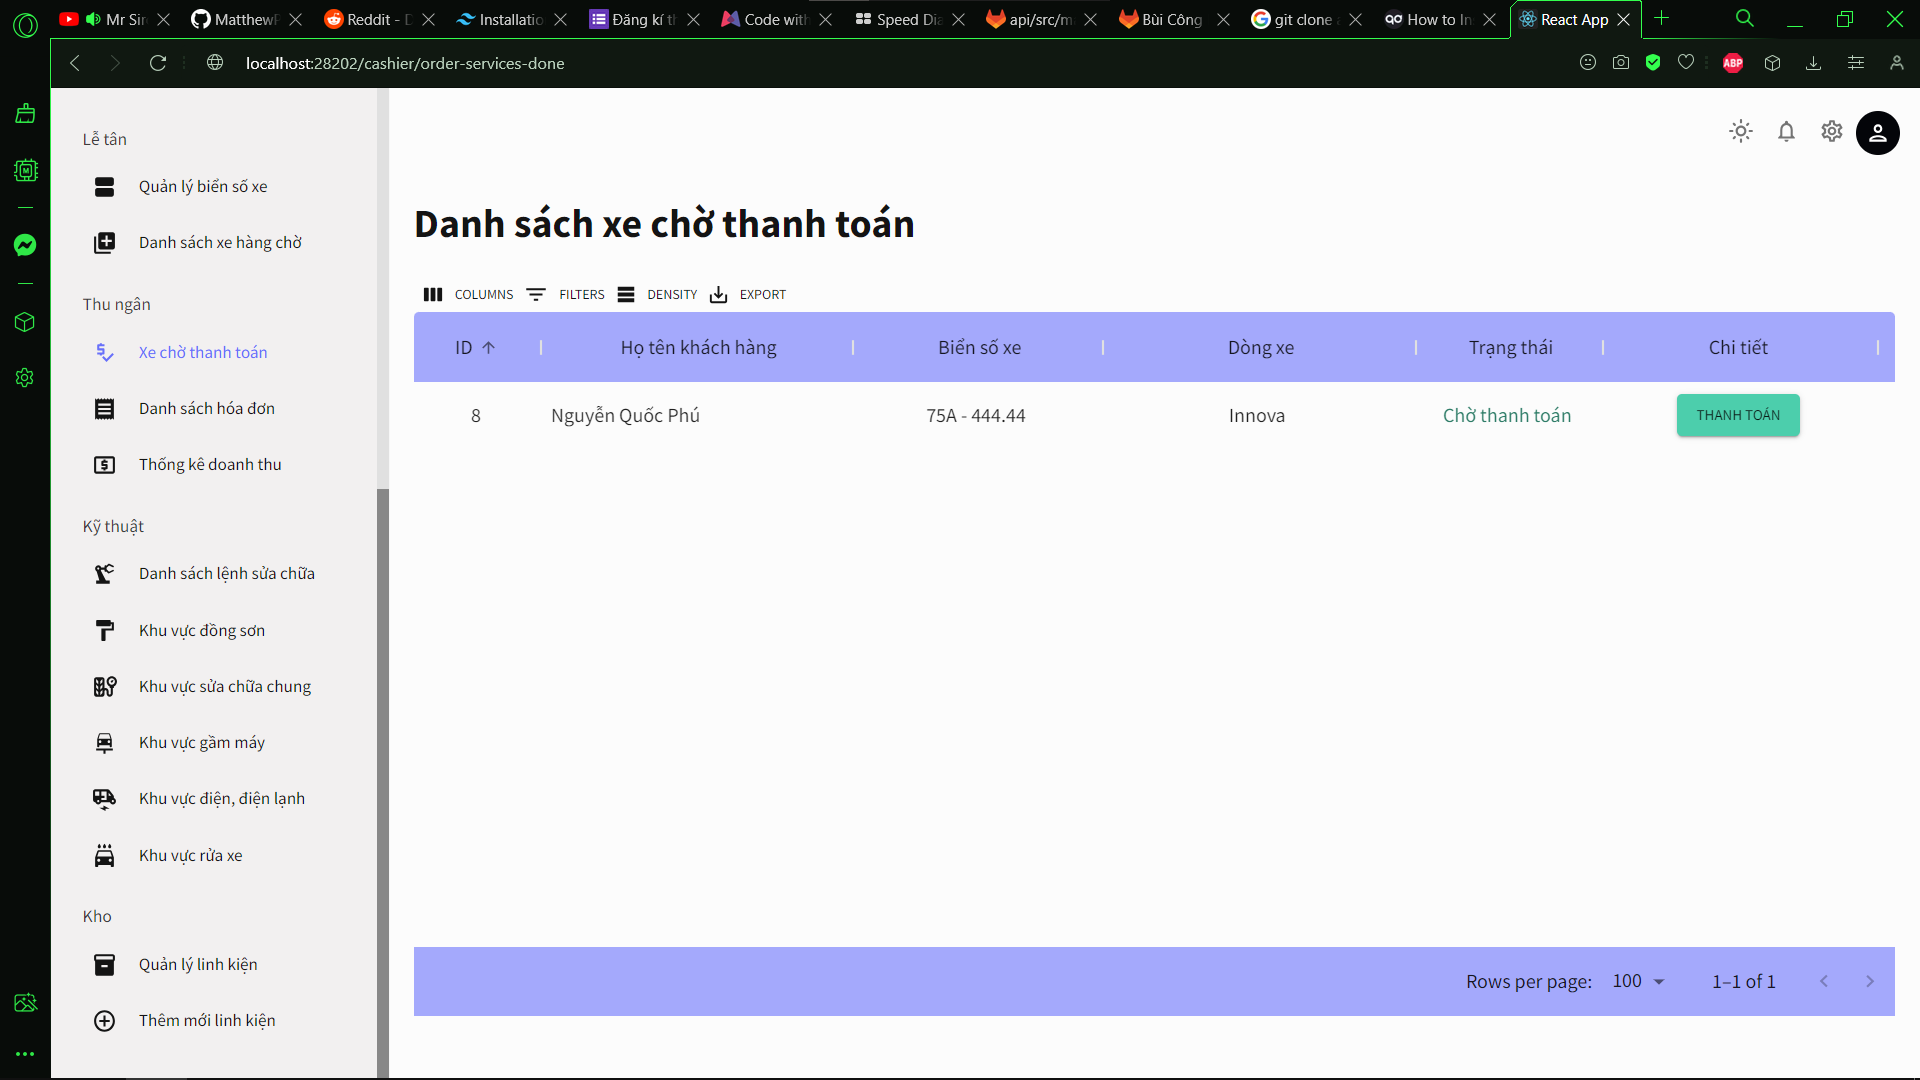 Mr Sir
MatthewP
Reddit - D
Installatio
Đăng kí th
Code with
Speed Dia
api/src/m
Bùi Công
git clone
How to In
React App
localhost:28202/cashier/order-services-done
ABP
Lễ tân
Quản lý biển số xe
Danh sách xe hàng chờ
Thu ngân
Xe chờ thanh toán
Danh sách hóa đơn
Thống kê doanh thu
Kỹ thuật
Danh sách lệnh sửa chữa
Khu vực đồng sơn
Khu vực sửa chữa chung
Khu vực gầm máy
Khu vực điện, điện lạnh
Khu vực rửa xe
Kho
Quản lý linh kiện
Thêm mới linh kiện
Danh sách xe chờ thanh toán
COLUMNS FILTERS DENSITY EXPORT
ID Họ tên khách hàng Biển số xe Dòng xe Trạng thái Chi tiết
8 Nguyễn Quốc Phú 75A - 444.44 Innova Chờ thanh toán THANH TOÁN
Rows per page: 100 1–1 of 1